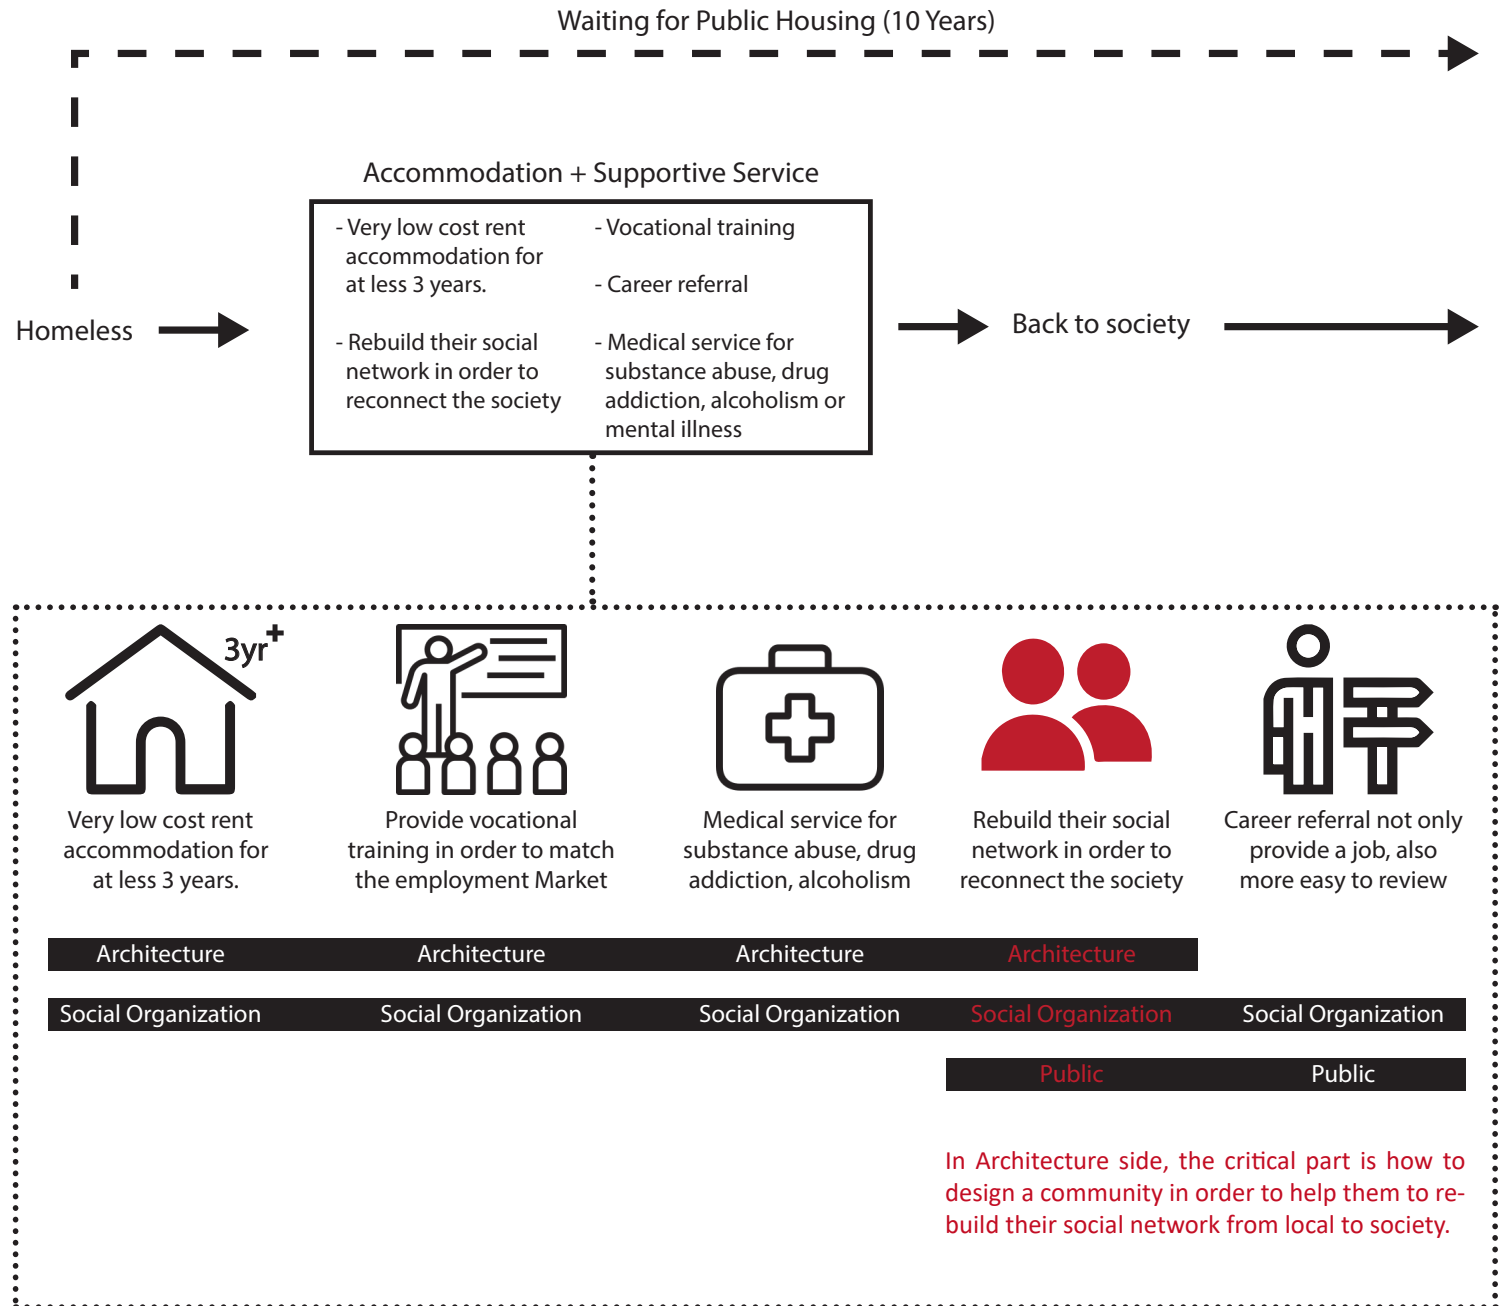 Waiting for Public Housing (10 Years)
Accommodation + Supportive Service
- Very low cost rent
accommodation for
at less 3 years.
- Rebuild their social
network in order to
reconnect the society
- Vocational training
- Career referral
- Medical service for
substance abuse, drug
addiction, alcoholism or
mental illness
Homeless
Back to society
3yr+
Very low cost rent
accommodation for
at less 3 years.
Provide vocational
training in order to match
the employment Market
Medical service for
substance abuse, drug
addiction, alcoholism
Rebuild their social
network in order to
reconnect the society
Career referral not only
provide a job, also
more easy to review
Architecture Architecture Architecture Architecture
Social Organization Social Organization Social Organization Social Organization Social Organization
Public Public
In Architecture side, the critical part is how to
design a community in order to help them to re-
build their social network from local to society.